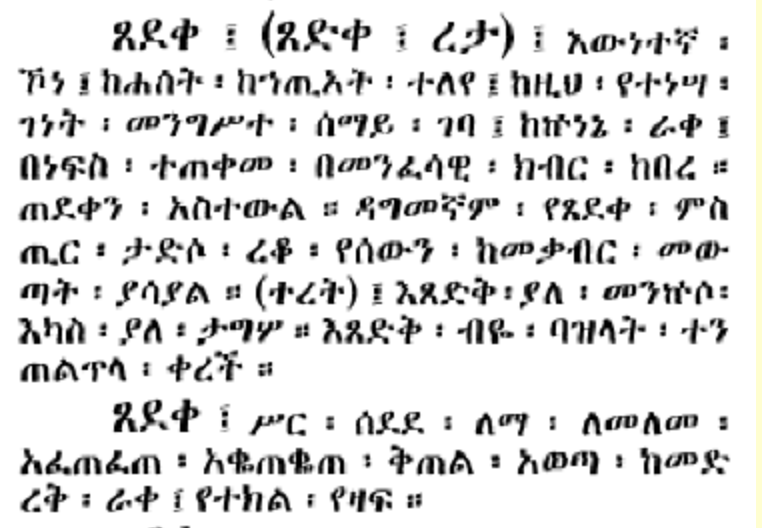 ጸደቀ ፤ (ጸድቀ ፤ ረታ) ፤ እውነተኛ ፡
ኾነ ፤ ከሐሰት ፡ ከኀጢአት ፡ ተለየ ፤ ከዚህ ፡ የተነሣ ፡
ገነት ፡ መንግሥተ ፡ ሰማይ ፡ ገባ ፤ ከኵነኔ ፡ ራቀ ፤
በነፍስ ፡ ተጠቀመ ፡ በመንፈሳዊ ፡ ክብር ፡ ከበረ ።
ጠደቀን ፡ አስተውል ። ዳግመኛም ፡ የጸደቀ ፡ ምስ
ጢር ፡ ታድሶ ፡ ረቆ ፡ የሰውን ፡ ከመቃብር ፡ መው
ጣት ፡ ያሳያል ። (ተረት) ፤ እጸድቅ፡ያለ ፡ መንኵሶ፡
እካስ ፡ ያለ ፡ ታግሦ ። እጸድቅ ፡ ብዬ ፡ ባዝላት ፡ ተን
ጠልጥላ ፡ ቀረች ።
ጸደቀ ፤ ሥር ፡ ሰደደ ፡ ለማ ፡ ለመለመ ፡
አፈጠፈጠ ፡ አቈጠቈጠ ፡ ቅጠል ፡ አወጣ ፡ ከመድ
ረቅ ፡ ራቀ ፤ የተክል ፡ የዛፍ ።